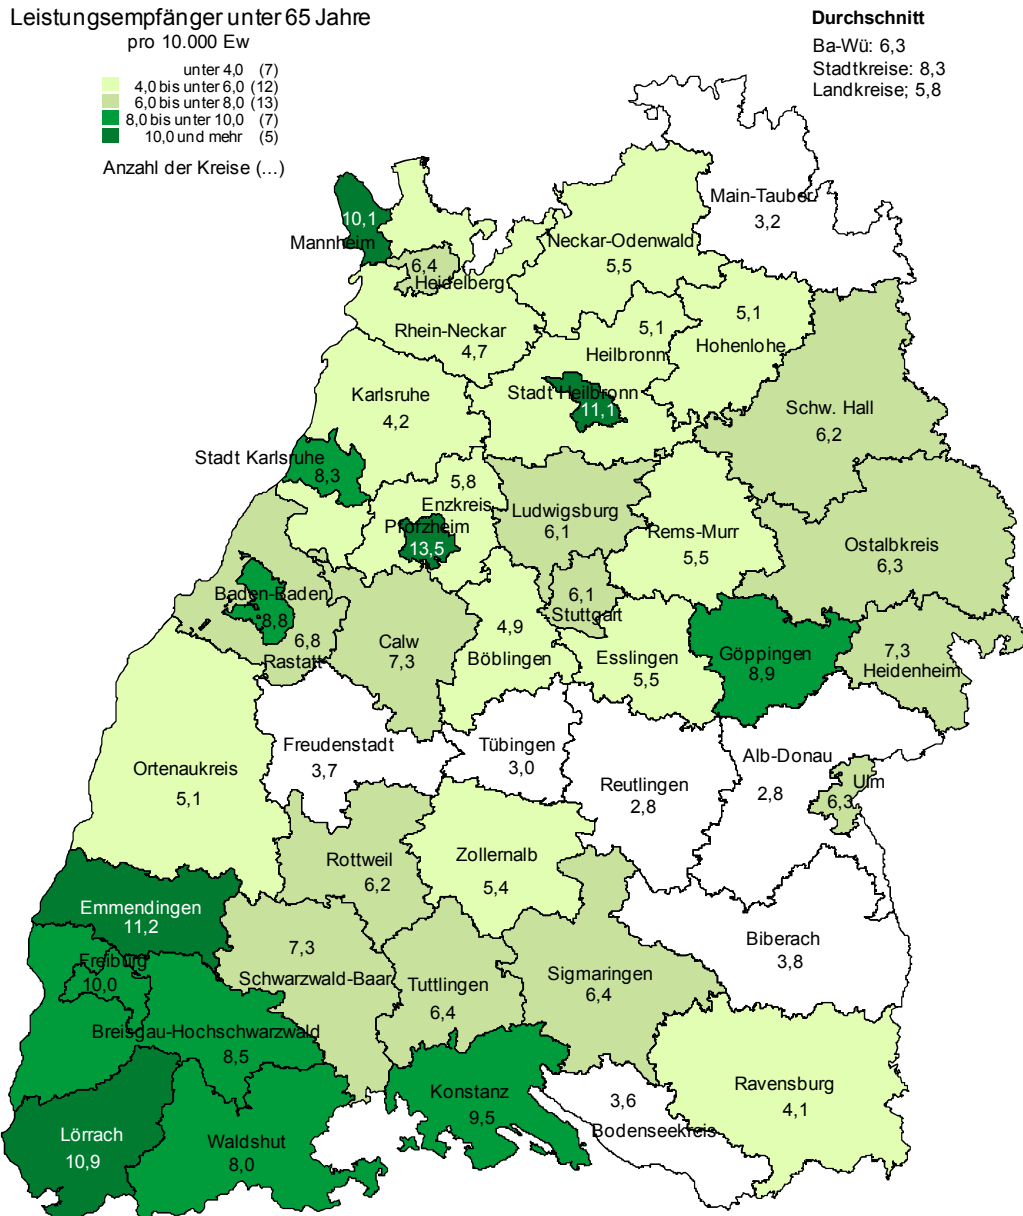 Leistungsempfänger unter 65 Jahre
pro 10.000 Ew
unter 4,0 (7)
4,0 bis unter 6,0 (12)
6,0 bis unter 8,0 (13)
8,0 bis unter 10,0 (7)
10,0 und mehr (5)
Anzahl der Kreise (...)
Durchschnitt
Ba-Wü: 6,3
Stadtkreise: 8,3
Landkreise; 5,8
Main-Tauber
3,2
10,1
Mannheim
Neckar-Odenwald
5,5
6,4
Heidelberg
Rhein-Neckar
4,7
5,1
Heilbronn
5,1
Hohenlohe
Karlsruhe
4,2
Stadt Heilbronn
11,1
Schw. Hall
6,2
Stadt Karlsruhe
8,3
5,8
Enzkreis
Pforzheim
13,5
Ludwigsburg
6,1
Rems-Murr
5,5
Ostalbkreis
6,3
Baden-Baden
8,8
6,8
Rastatt
Calw
7,3
4,9
Böblingen
6,1
Stuttgart
Esslingen
5,5
Göppingen
8,9
7,3
Heidenheim
Freudenstadt
3,7
Tübingen
3,0
Reutlingen
2,8
Alb-Donau
2,8
Ulm
6,3
Ortenaukreis
5,1
Rottweil
6,2
Zollernalb
5,4
Emmendingen
11,2
Freiburg
10,0
7,3
Schwarzwald-Baar
Tuttlingen
6,4
Sigmaringen
6,4
Biberach
3,8
Breisgau-Hochschwarzwald
8,5
Konstanz
9,5
3,6
Bodenseekreis
Ravensburg
4,1
Lörrach
10,9
Waldshut
8,0